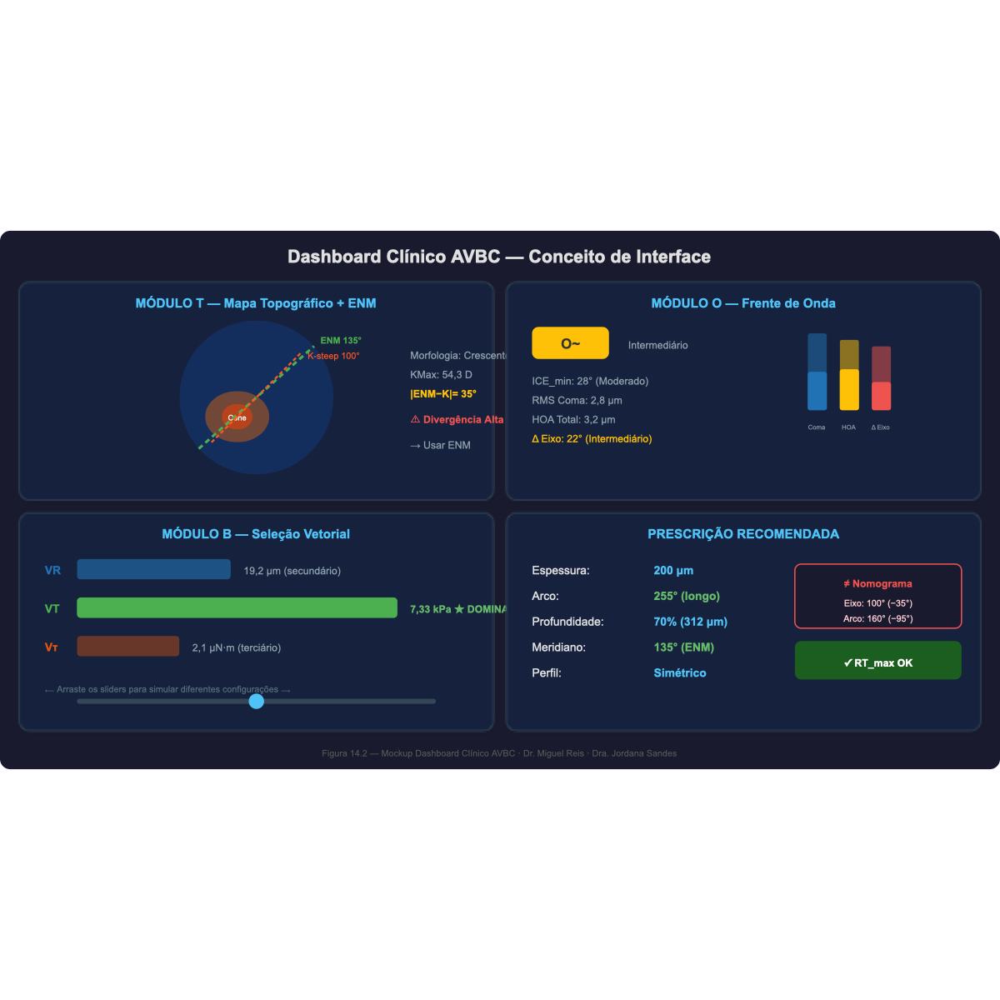 Dashboard Clínico AVBC — Conceito de Interface
MÓDULO T — Mapa Topográfico + ENM
ENM 135°
K-steep 100°
Cone
Morfologia: Crescent
KMax: 54,3 D
|ENM−K|= 35°
⚠ Divergência Alta
→ Usar ENM
MÓDULO O — Frente de Onda
O~
Intermediário
ICE_min: 28° (Moderado)
RMS Coma: 2,8 µm
HOA Total: 3,2 µm
Δ Eixo: 22° (Intermediário)
Coma
HOA
Δ Eixo
MÓDULO B — Seleção Vetorial
VR
19,2 µm (secundário)
VT
7,33 kPa ★ DOMINA
Vᴛ
2,1 µN·m (terciário)
← Arraste os sliders para simular diferentes configurações →
PRESCRIÇÃO RECOMENDADA
Espessura: 200 µm
Arco: 255° (longo)
Profundidade: 70% (312 µm)
Meridiano: 135° (ENM)
Perfil: Simétrico
≠ Nomograma
Eixo: 100° (−35°)
Arco: 160° (−95°)
✓ RT_max OK
Figura 14.2 — Mockup Dashboard Clínico AVBC · Dr. Miguel Reis · Dra. Jordana Sandes